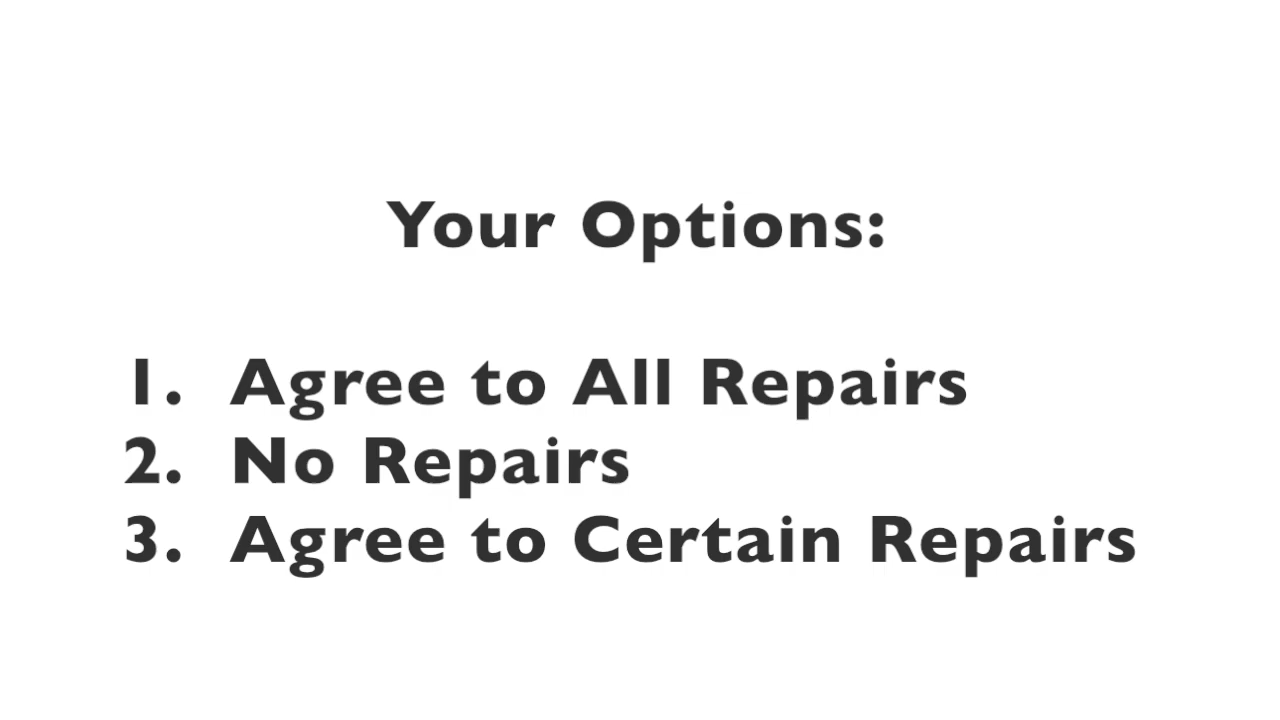 Your Options:
1. Agree to All Repairs
2. No Repairs
3. Agree to Certain Repairs